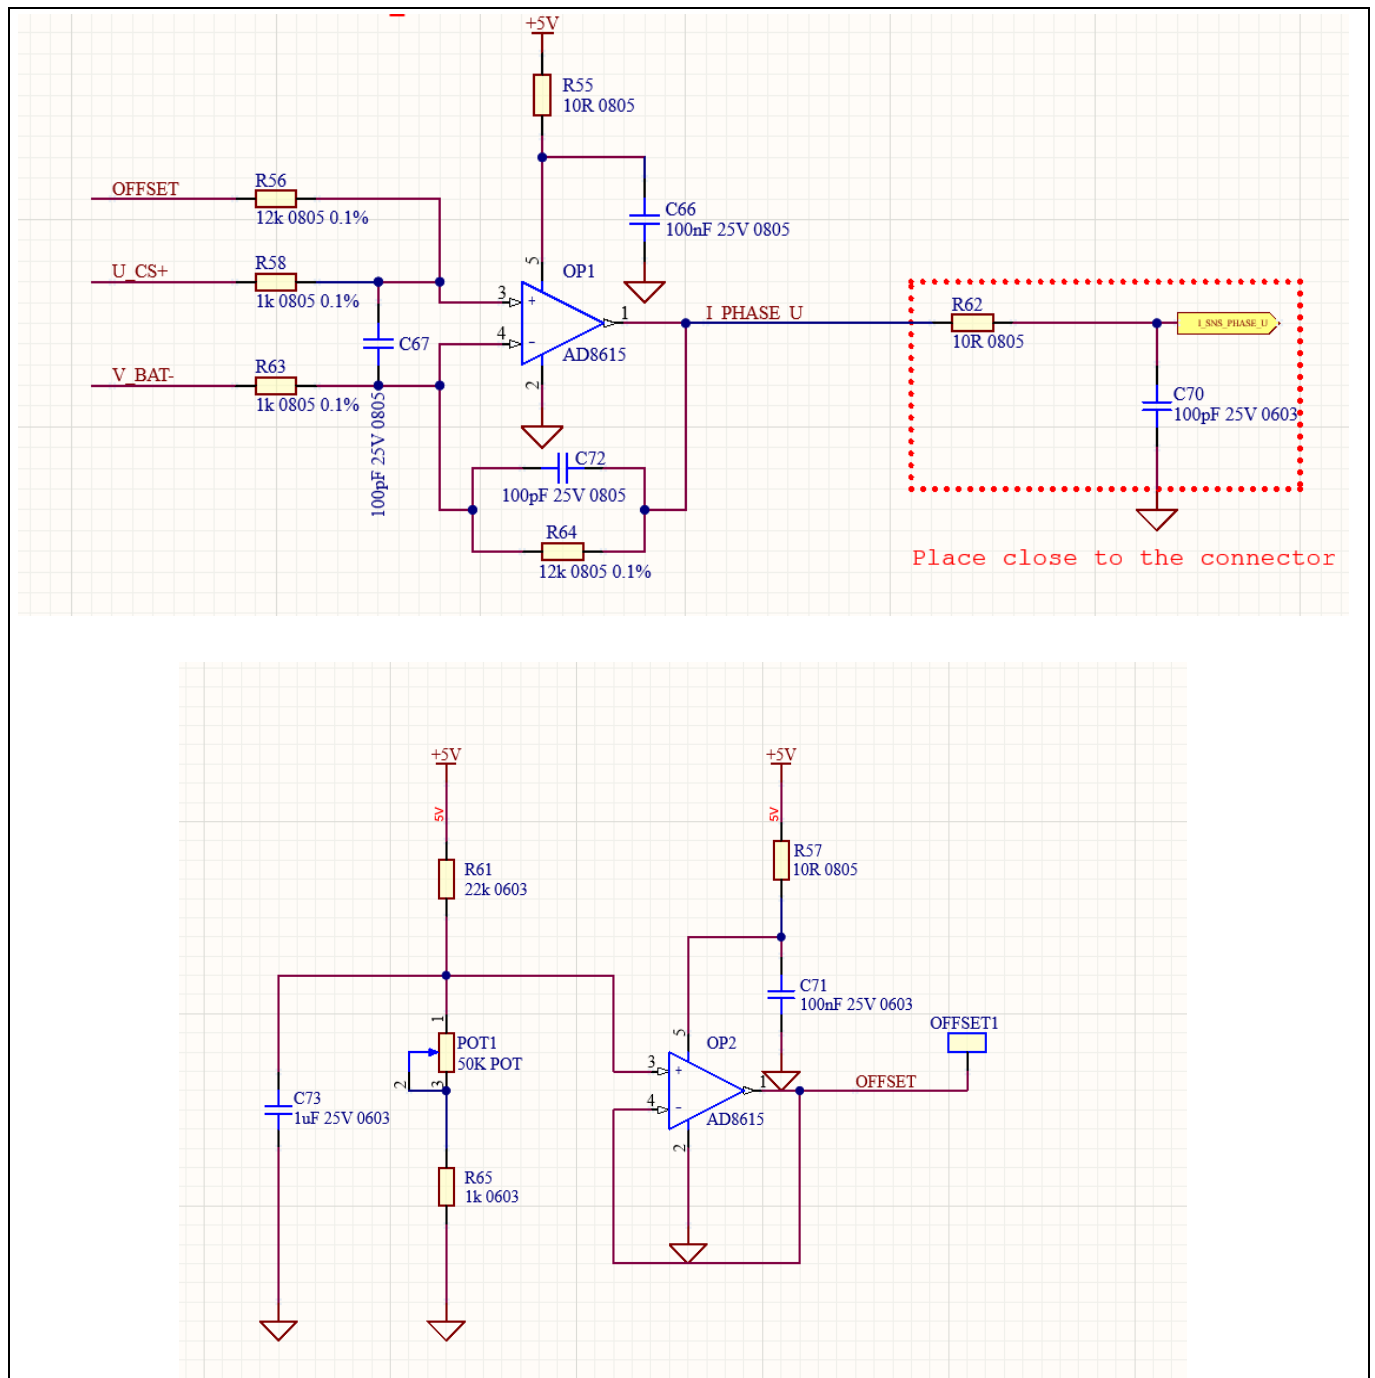 +5V
R55
10R 0805
OFFSET
R56
12k 0805 0.1%
C66
100nF 25V 0805
U_CS+
R58
1k 0805 0.1%
5
OP1
3
+
1
I_PHASE_U
4
-
AD8615
2
C67
100pF 25V 0805
V_BAT-
R63
1k 0805 0.1%
R62
10R 0805
I_SNS_PHASE_U
C70
100pF 25V 0603
C72
100pF 25V 0805
R64
12k 0805 0.1%
Place close to the connector
+5V
5V
R61
22k 0603
+5V
5V
R57
10R 0805
C71
100nF 25V 0603
1
POT1
50K POT
2
3
C73
1uF 25V 0603
R65
1k 0603
5
OP2
3
+
1
4
-
AD8615
2
OFFSET
OFFSET1